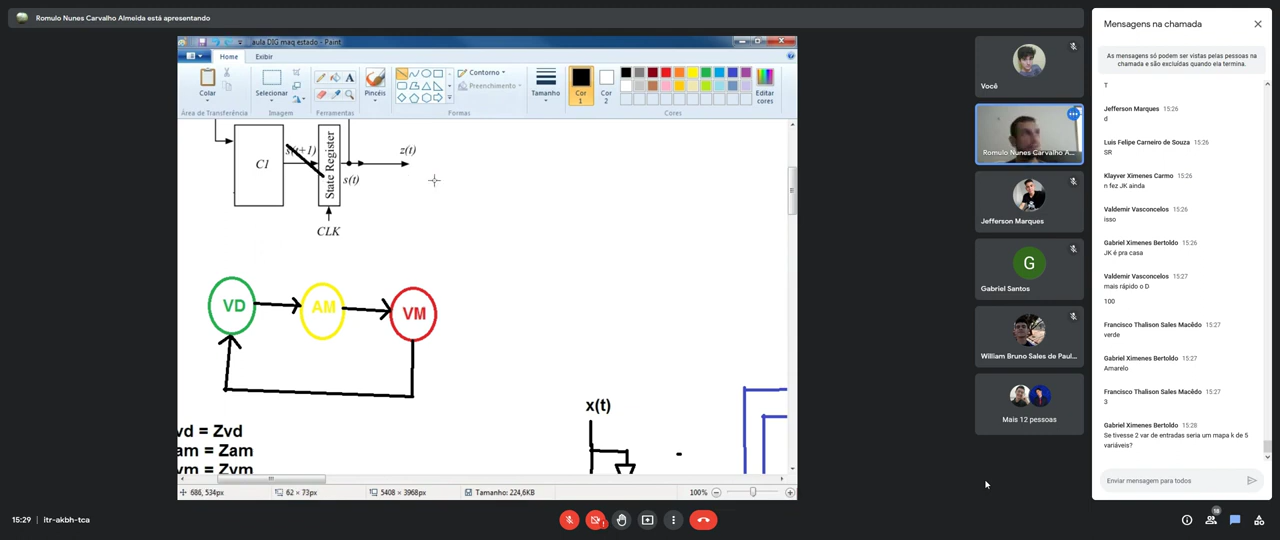 Romulo Nunes Carvalho Almeida está apresentando
aula DIG maq estado - Paint
Home
Exibir
Colar
Selecionar
Pincéis
Contorno
Preenchimento
Tamanho
Cor
1
Cor
2
Editar
cores
Área de Transferência
Imagem
Ferramentas
Formas
Cores
C1
s(t+1)
State Register
z(t)
s(t)
CLK
VD
AM
VM
x(t)
vd = Zvd
am = Zam
vm = Zvm
686, 534px
62 × 73px
5408 × 3968px
Tamanho: 224,6KB
100%
Você
Romulo Nunes Carvalho A...
Jefferson Marques
G
Gabriel Santos
William Bruno Sales de Paul...
Mais 12 pessoas
Mensagens na chamada
As mensagens só podem ser vistas pelas pessoas na
chamada e são excluídas quando ela termina.
T
Jefferson Marques 15:26
d
Luis Felipe Carneiro de Souza 15:26
SR
Klayver Ximenes Carmo 15:26
n fez JK ainda
Valdemir Vasconcelos 15:26
isso
Gabriel Ximenes Bertoldo 15:26
JK é pra casa
Valdemir Vasconcelos 15:27
mais rápido o D
100
Francisco Thalison Sales Macêdo 15:27
verde
Gabriel Ximenes Bertoldo 15:27
Amarelo
Francisco Thalison Sales Macêdo 15:27
3
Gabriel Ximenes Bertoldo 15:28
Se tivesse 2 var de entradas seria um mapa k de 5
variáveis?
Enviar mensagem para todos
15:29 | itr-akbh-tca
18